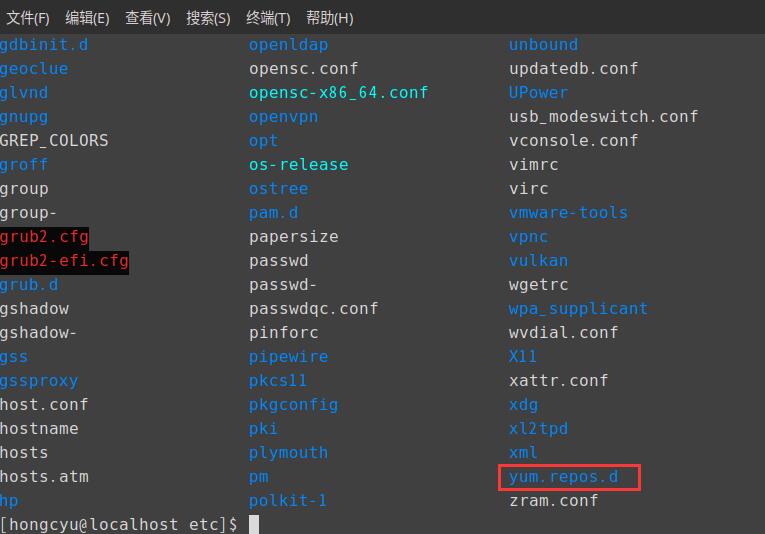 文件(F) 编辑(E) 查看(V) 搜索(S) 终端(T) 帮助(H)
gdbinit.d openldap unbound
geoclue opensc.conf updatedb.conf
glvnd opensc-x86_64.conf UPower
gnupg openvpn usb_modeswitch.conf
GREP_COLORS opt vconsole.conf
groff os-release vimrc
group ostree virc
group- pam.d vmware-tools
grub2.cfg papersize vpnc
grub2-efi.cfg passwd vulkan
grub.d passwd- wgetrc
gshadow passwdqc.conf wpa_supplicant
gshadow- pinforc wvdial.conf
gss pipewire X11
gssproxy pkcs11 xattr.conf
host.conf pkgconfig xdg
hostname pki xl2tpd
hosts plymouth xml
hosts.atm pm yum.repos.d
hp polkit-1 zram.conf
[hongcyu@localhost etc]$